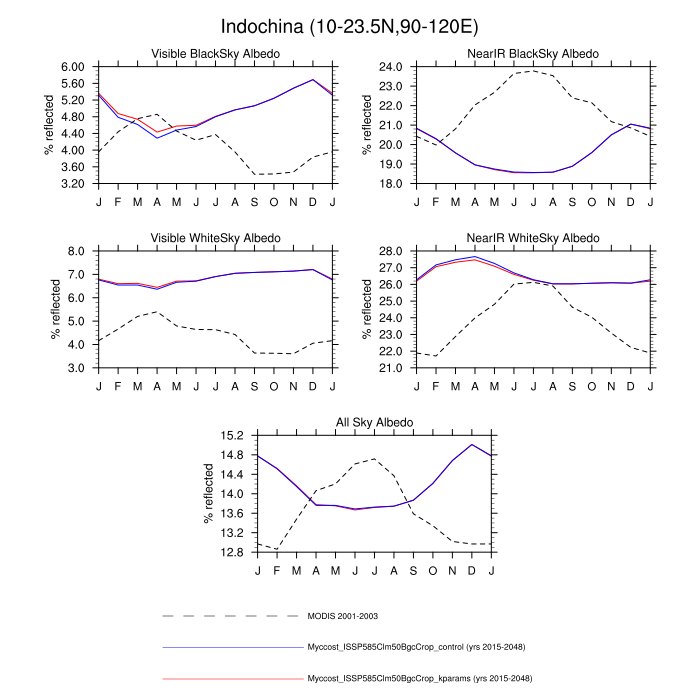 Indochina (10-23.5N,90-120E)
Visible BlackSky Albedo
% reflected
6.00
5.60
5.20
4.80
4.40
4.00
3.60
3.20
J F M A M J J A S O N D J
NearIR BlackSky Albedo
% reflected
24.0
23.0
22.0
21.0
20.0
19.0
18.0
J F M A M J J A S O N D J
Visible WhiteSky Albedo
% reflected
8.0
7.0
6.0
5.0
4.0
3.0
J F M A M J J A S O N D J
NearIR WhiteSky Albedo
% reflected
28.0
27.0
26.0
25.0
24.0
23.0
22.0
21.0
J F M A M J J A S O N D J
All Sky Albedo
% reflected
15.2
14.8
14.4
14.0
13.6
13.2
12.8
J F M A M J J A S O N D J
MODIS 2001-2003
Myccost_ISSP585Clm50BgcCrop_control (yrs 2015-2048)
Myccost_ISSP585Clm50BgcCrop_kparams (yrs 2015-2048)